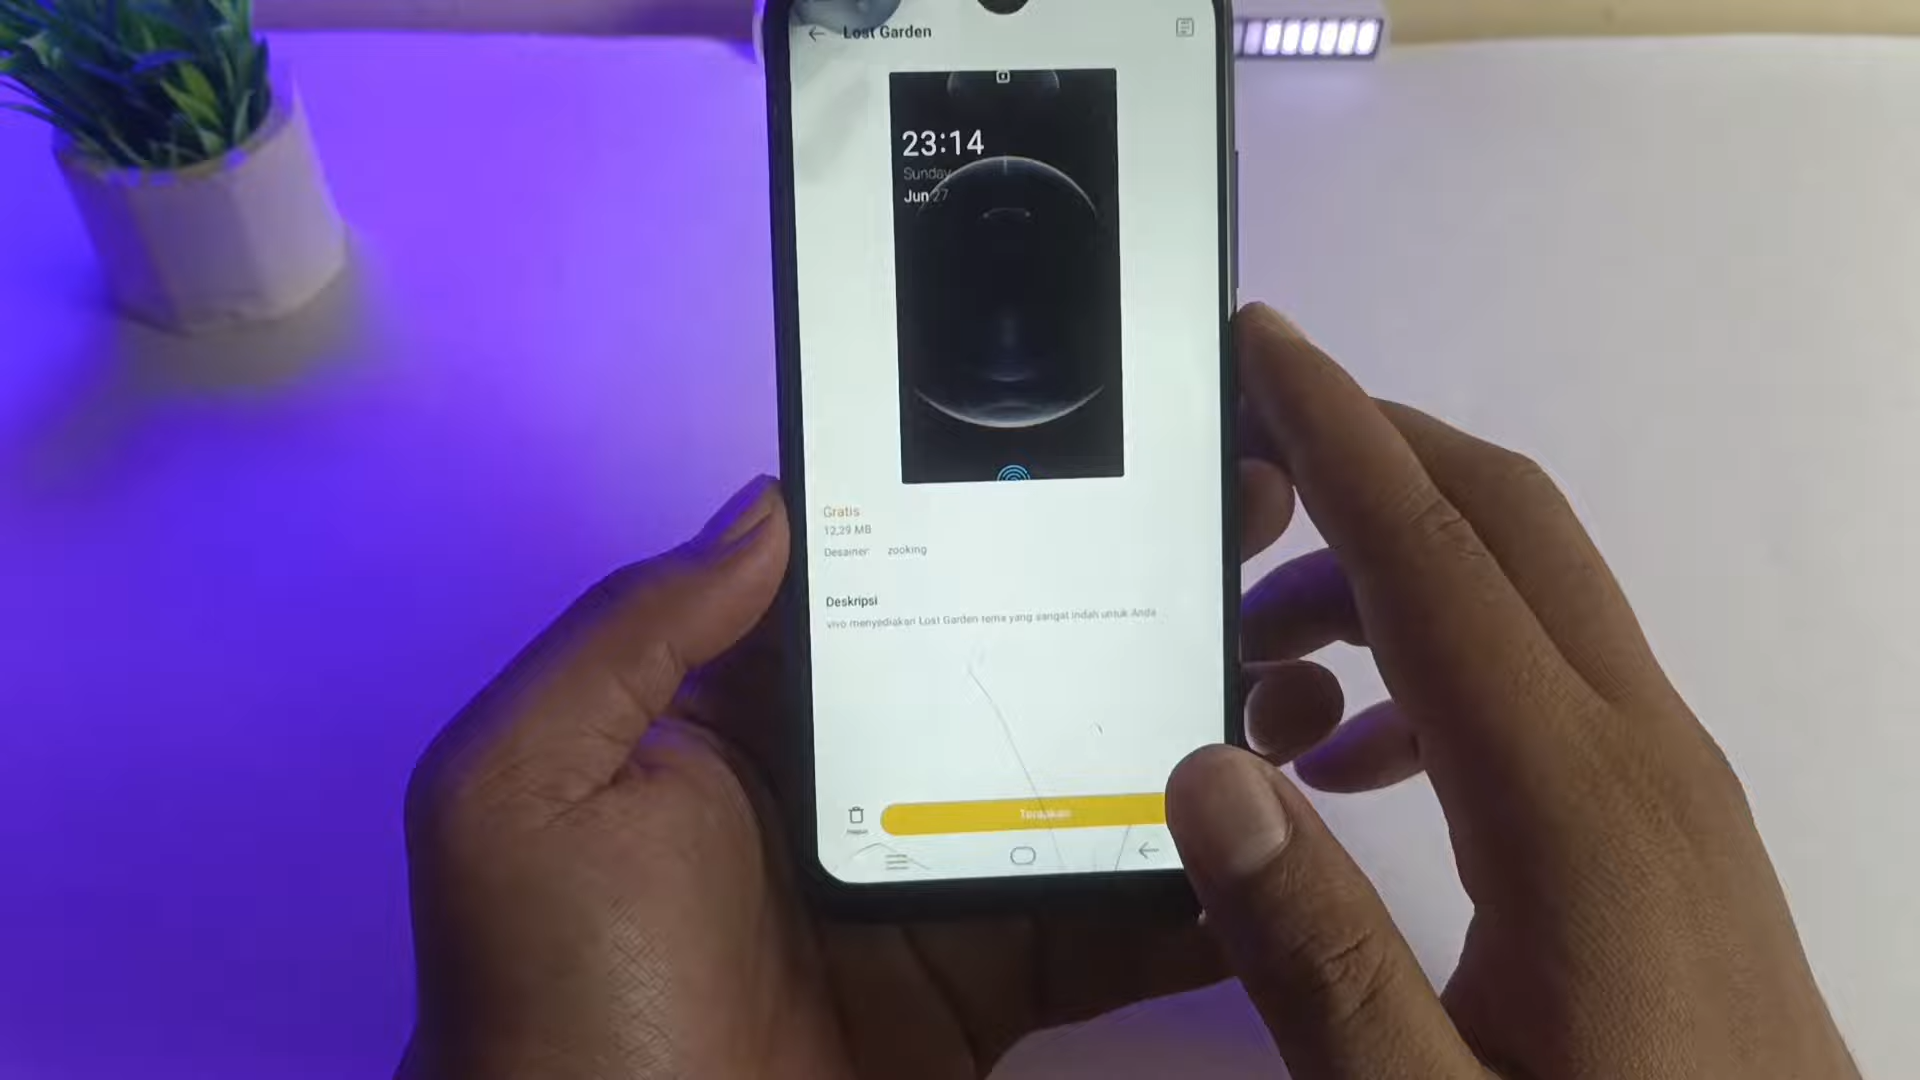 Lost Garden
23:14
Sunday
Jun 27
Gratis
12,29 MB
Desainer: zooking
Deskripsi
vivo menyediakan Lost Garden tema yang sangat indah untuk Anda
Terapkan
Hapus